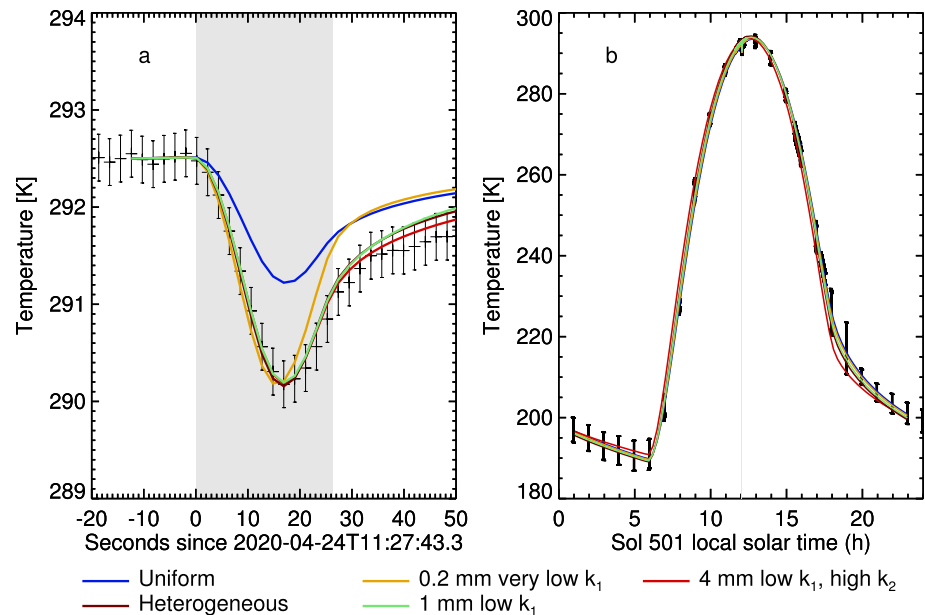 294
293
292
291
290
289
Temperature [K]
a
-20 -10 0 10 20 30 40 50
Seconds since 2020-04-24T11:27:43.3
300
280
260
240
220
200
180
Temperature [K]
b
0 5 10 15 20
Sol 501 local solar time (h)
Uniform
Heterogeneous
0.2 mm very low k₁
1 mm low k₁
4 mm low k₁, high k₂